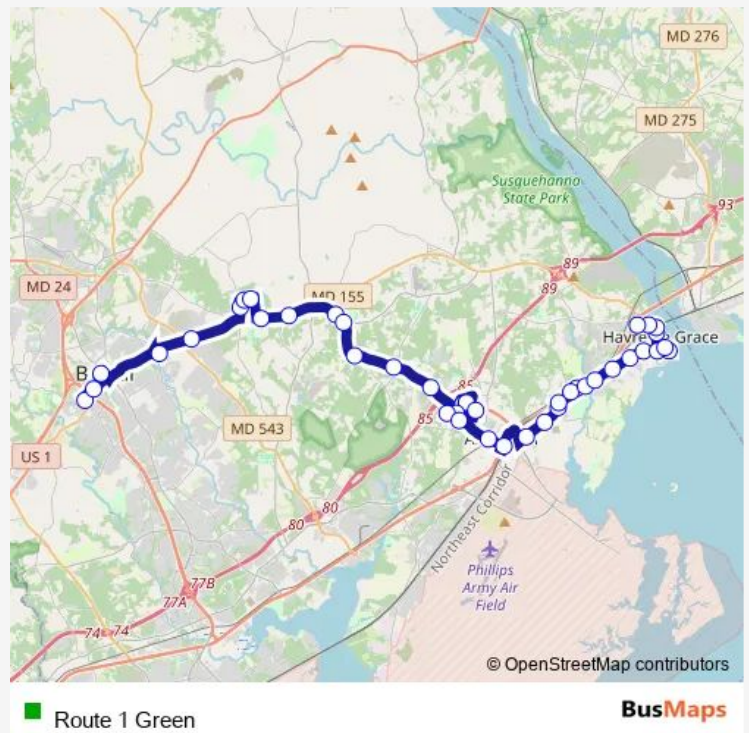 MD 276
MD 275
Susquehanna
State Park
93
89
89
MD 24
MD 155
Havre
Grace
85
85
MD 543
US 1
Northeast Corridor
80
80
Phillips
Army Air
Field
77B
77A
74
74
© OpenStreetMap contributors
Route 1 Green
BusMaps